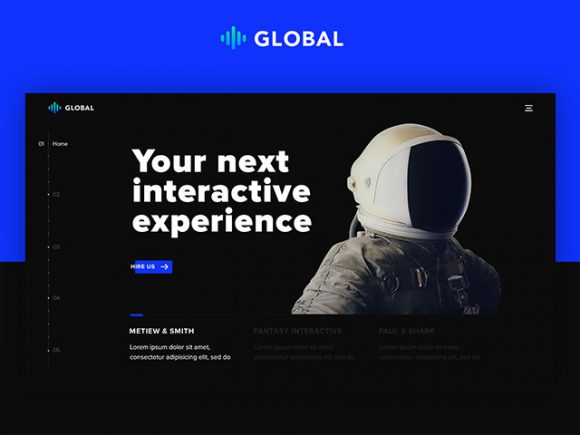 GLOBAL
GLOBAL
01 Home
Your next
interactive
experience
02
03
HIRE US
04
METIEW & SMITH
FANTASY INTERACTIVE
PAUL & SHARK
Lorem ipsum dolor sit amet,
consectetur adipisicing elit, sed do
Lorem ipsum dolor sit amet,
consectetur adipisicing elit, sed do
Lorem ipsum dolor sit amet,
consectetur adipisicing elit, sed do
05